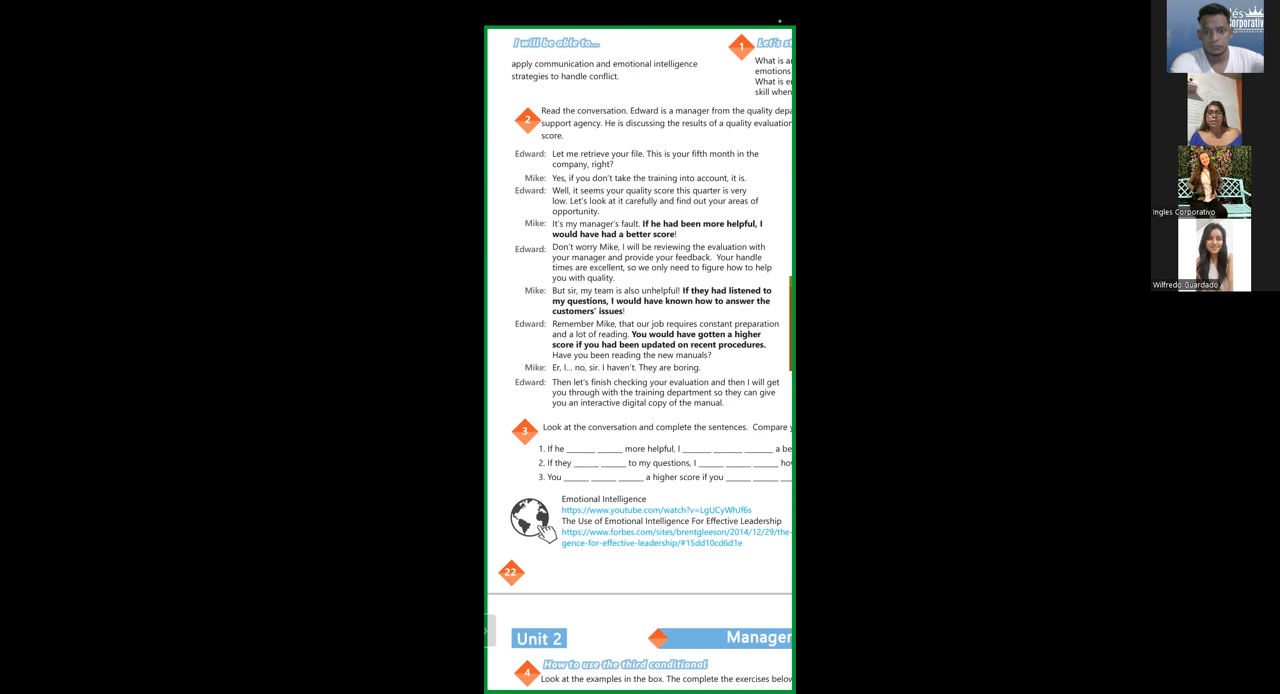 I will be able to...
1
Let's st
apply communication and emotional intelligence
strategies to handle conflict.
What is a
emotions
What is e
skill when
2
Read the conversation. Edward is a manager from the quality depa
support agency. He is discussing the results of a quality evaluation
score.
Edward: Let me retrieve your file. This is your fifth month in the
company, right?
Mike: Yes, if you don't take the training into account, it is.
Edward: Well, it seems your quality score this quarter is very
low. Let's look at it carefully and find out your areas of
opportunity.
Mike: It's my manager's fault. If he had been more helpful, I
would have had a better score!
Edward: Don't worry Mike, I will be reviewing the evaluation with
your manager and provide your feedback. Your handle
times are excellent, so we only need to figure how to help
you with quality.
Mike: But sir, my team is also unhelpful! If they had listened to
my questions, I would have known how to answer the
customers' issues!
Edward: Remember Mike, that our job requires constant preparation
and a lot of reading. You would have gotten a higher
score if you had been updated on recent procedures.
Have you been reading the new manuals?
Mike: Er, I... no, sir. I haven't. They are boring.
Edward: Then let's finish checking your evaluation and then I will get
you through with the training department so they can give
you an interactive digital copy of the manual.
3
Look at the conversation and complete the sentences. Compare y
1. If he ______ ______ more helpful, I ______ ______ ______ a be
2. If they ______ ______ to my questions, I ______ ______ ______ how
3. You ______ ______ ______ a higher score if you ______ ______ ___
Emotional Intelligence
https://www.youtube.com/watch?v=LgUCyWhJf6s
The Use of Emotional Intelligence For Effective Leadership
https://www.forbes.com/sites/brentgleeson/2014/12/29/the-
gence-for-effective-leadership/#15dd10cd6d1e
22
Unit 2
Manager
4
How to use the third conditional
Look at the examples in the box. The complete the exercises below
lés
Corporativo
Ingles Corporativo
Wilfredo Guardado